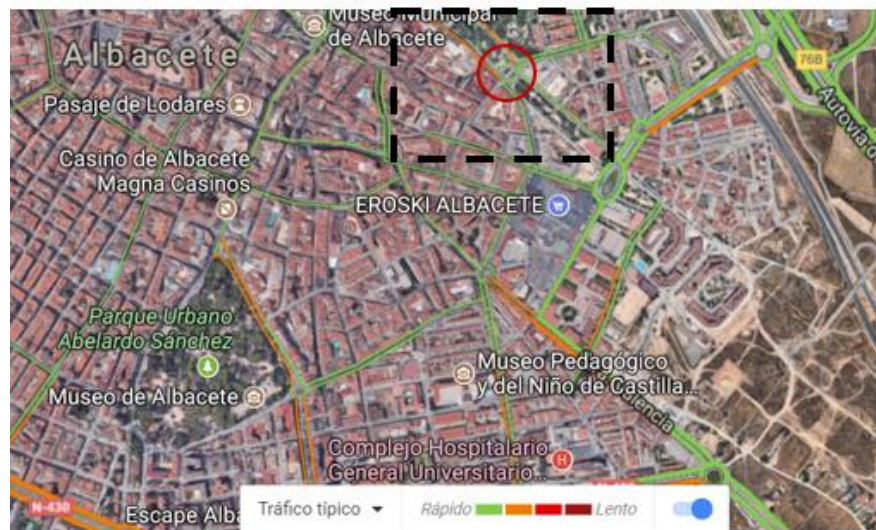 Museo Municipal
de Albacete
Albacete
76B
Pasaje de Lodares
Autovía
Casino de Albacete
Magna Casinos
EROSKI ALBACETE
Parque Urbano
Abelardo Sánchez
Museo de Albacete
Museo Pedagógico
y del Niño de Castilla...
Valencia
Complejo Hospitalario
General Universitario...
N-430
Escape Alba
Tráfico típico
Rápido
Lento